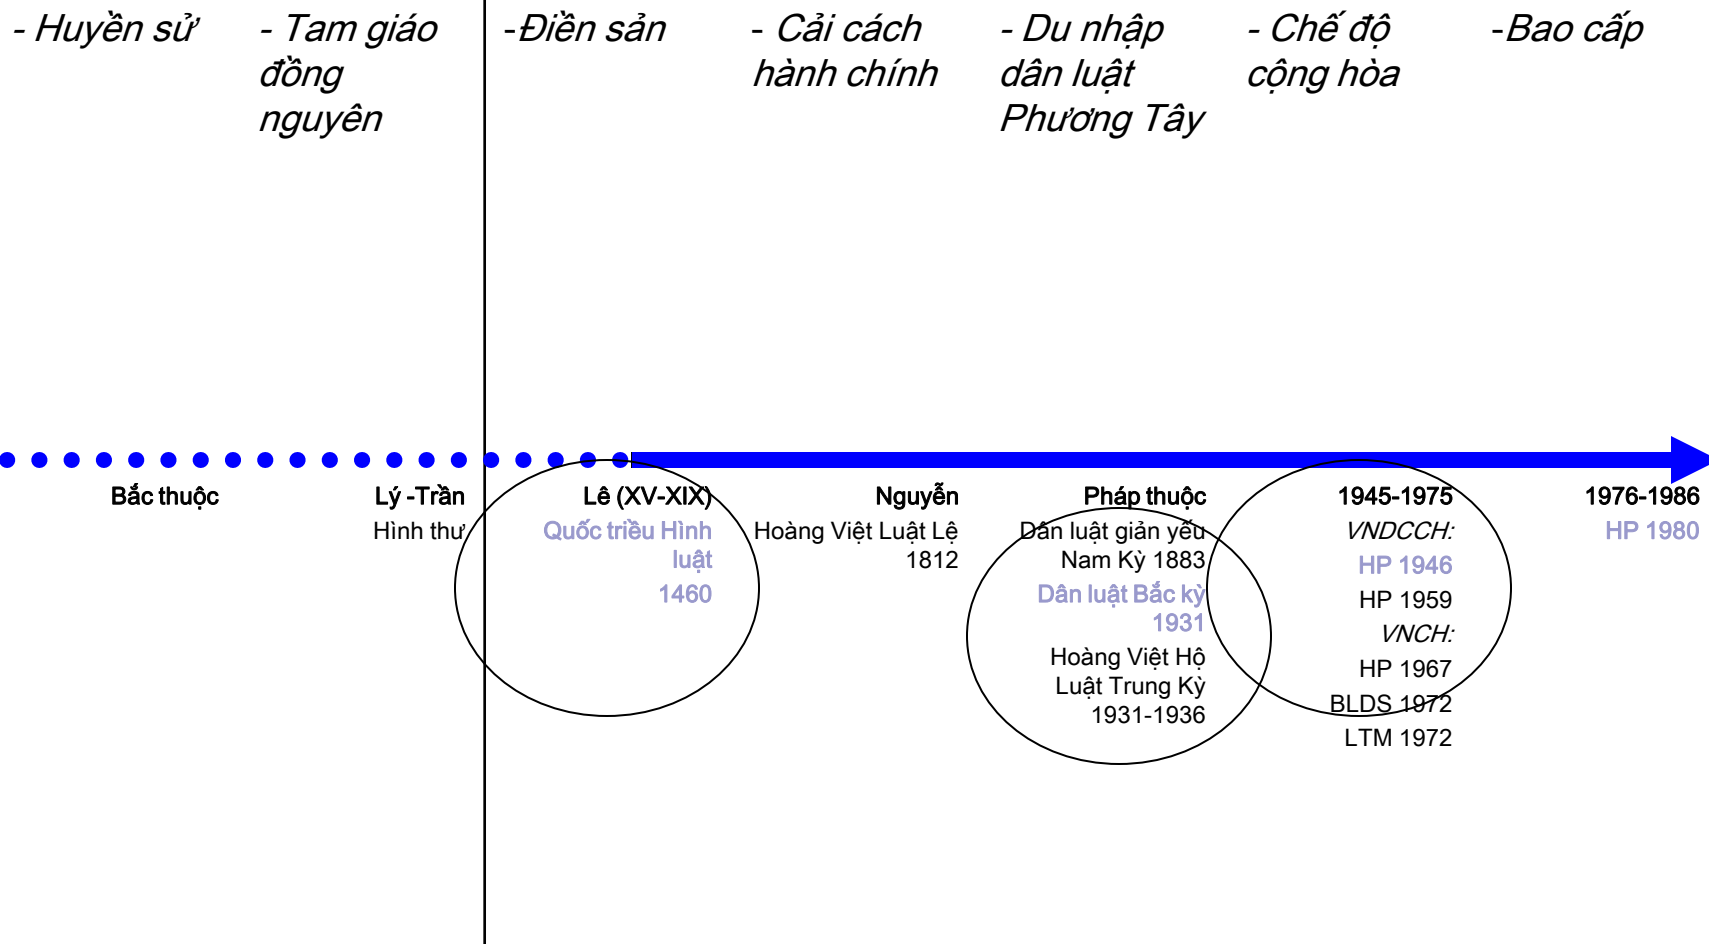 - Huyền sử
- Tam giáo
đồng
nguyên
-Điền sản
- Cải cách
hành chính
- Du nhập
dân luật
Phương Tây
- Chế độ
cộng hòa
-Bao cấp
Bắc thuộc
Lý -Trần
Hình thư
Lê (XV-XIX)
Quốc triều Hình
luật
1460
Nguyễn
Hoàng Việt Luật Lệ
1812
Pháp thuộc
Dân luật giản yếu
Nam Kỳ 1883
Dân luật Bắc kỳ
1931
Hoàng Việt Hộ
Luật Trung Kỳ
1931-1936
1945-1975
VNDCCH:
HP 1946
HP 1959
VNCH:
HP 1967
BLDS 1972
LTM 1972
1976-1986
HP 1980